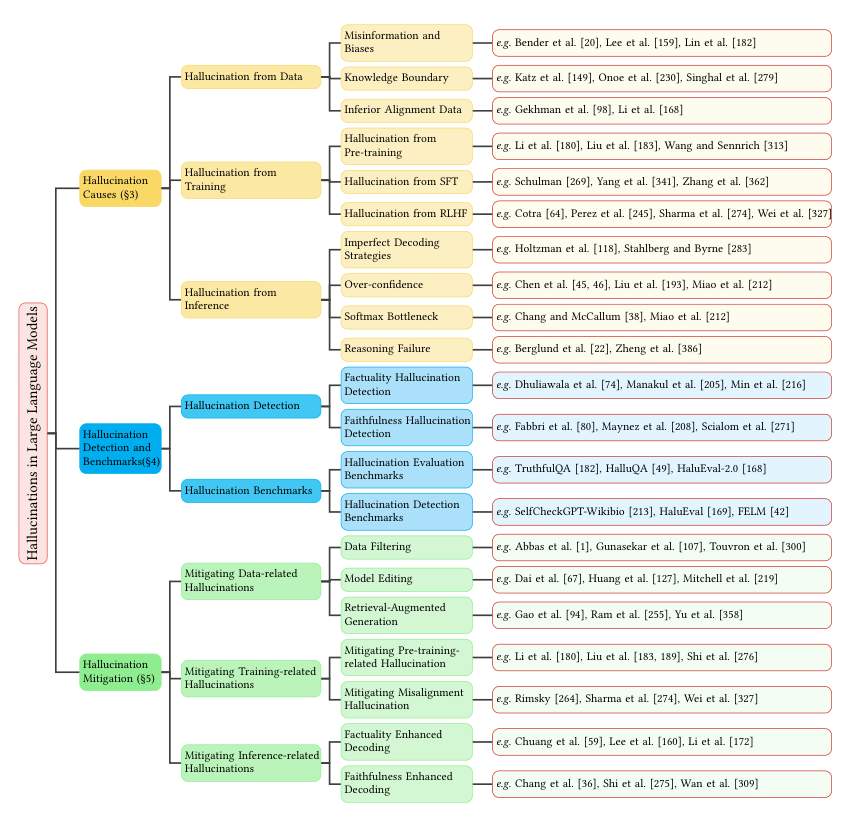 Hallucinations in Large Language Models
Hallucination
Causes (§3)
Hallucination from Data
Misinformation and
Biases
e.g. Bender et al. [20], Lee et al. [159], Lin et al. [182]
Knowledge Boundary
e.g. Katz et al. [149], Onoe et al. [230], Singhal et al. [279]
Inferior Alignment Data
e.g. Gekhman et al. [98], Li et al. [168]
Hallucination from
Training
Hallucination from
Pre-training
e.g. Li et al. [180], Liu et al. [183], Wang and Sennrich [313]
Hallucination from SFT
e.g. Schulman [269], Yang et al. [341], Zhang et al. [362]
Hallucination from RLHF
e.g. Cotra [64], Perez et al. [245], Sharma et al. [274], Wei et al. [327]
Hallucination from
Inference
Imperfect Decoding
Strategies
e.g. Holtzman et al. [118], Stahlberg and Byrne [283]
Over-confidence
e.g. Chen et al. [45, 46], Liu et al. [193], Miao et al. [212]
Softmax Bottleneck
e.g. Chang and McCallum [38], Miao et al. [212]
Reasoning Failure
e.g. Berglund et al. [22], Zheng et al. [386]
Hallucination
Detection and
Benchmarks(§4)
Hallucination Detection
Factuality Hallucination
Detection
e.g. Dhuliawala et al. [74], Manakul et al. [205], Min et al. [216]
Faithfulness Hallucination
Detection
e.g. Fabbri et al. [80], Maynez et al. [208], Scialom et al. [271]
Hallucination Benchmarks
Hallucination Evaluation
Benchmarks
e.g. TruthfulQA [182], HalluQA [49], HaluEval-2.0 [168]
Hallucination Detection
Benchmarks
e.g. SelfCheckGPT-Wikibio [213], HaluEval [169], FELM [42]
Hallucination
Mitigation (§5)
Mitigating Data-related
Hallucinations
Data Filtering
e.g. Abbas et al. [1], Gunasekar et al. [107], Touvron et al. [300]
Model Editing
e.g. Dai et al. [67], Huang et al. [127], Mitchell et al. [219]
Retrieval-Augmented
Generation
e.g. Gao et al. [94], Ram et al. [255], Yu et al. [358]
Mitigating Training-related
Hallucinations
Mitigating Pre-training-
related Hallucination
e.g. Li et al. [180], Liu et al. [183, 189], Shi et al. [276]
Mitigating Misalignment
Hallucination
e.g. Rimsky [264], Sharma et al. [274], Wei et al. [327]
Mitigating Inference-related
Hallucinations
Factuality Enhanced
Decoding
e.g. Chuang et al. [59], Lee et al. [160], Li et al. [172]
Faithfulness Enhanced
Decoding
e.g. Chang et al. [36], Shi et al. [275], Wan et al. [309]